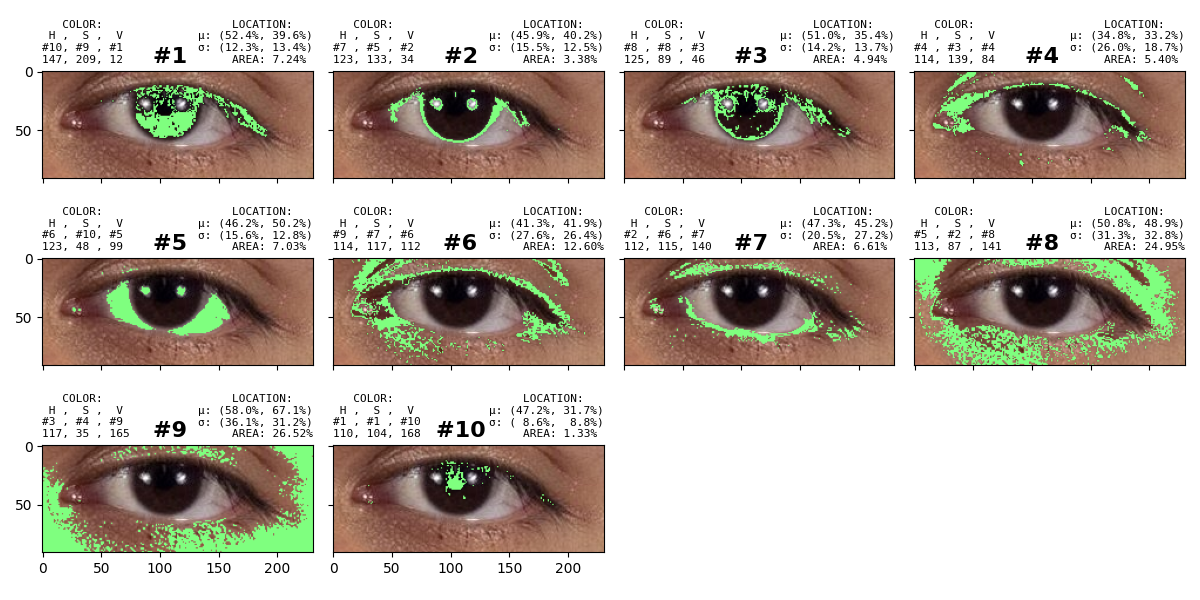 COLOR: LOCATION:
H , S , V μ: (52.4%, 39.6%)
#10, #9 , #1 #1 σ: (12.3%, 13.4%)
147, 209, 12 AREA: 7.24%
COLOR: LOCATION:
H , S , V μ: (45.9%, 40.2%)
#7 , #5 , #2 #2 σ: (15.5%, 12.5%)
123, 133, 34 AREA: 3.38%
COLOR: LOCATION:
H , S , V μ: (51.0%, 35.4%)
#8 , #8 , #3 #3 σ: (14.2%, 13.7%)
125, 89 , 46 AREA: 4.94%
COLOR: LOCATION:
H , S , V μ: (34.8%, 33.2%)
#4 , #3 , #4 #4 σ: (26.0%, 18.7%)
114, 139, 84 AREA: 5.40%
0
50
COLOR: LOCATION:
H , S , V μ: (46.2%, 50.2%)
#6 , #10, #5 #5 σ: (15.6%, 12.8%)
123, 48 , 99 AREA: 7.03%
COLOR: LOCATION:
H , S , V μ: (41.3%, 41.9%)
#9 , #7 , #6 #6 σ: (27.6%, 26.4%)
114, 117, 112 AREA: 12.60%
COLOR: LOCATION:
H , S , V μ: (47.3%, 45.2%)
#2 , #6 , #7 #7 σ: (20.5%, 27.2%)
112, 115, 140 AREA: 6.61%
COLOR: LOCATION:
H , S , V μ: (50.8%, 48.9%)
#5 , #2 , #8 #8 σ: (31.3%, 32.8%)
113, 87 , 141 AREA: 24.95%
0
50
COLOR: LOCATION:
H , S , V μ: (58.0%, 67.1%)
#3 , #4 , #9 #9 σ: (36.1%, 31.2%)
117, 35 , 165 AREA: 26.52%
COLOR: LOCATION:
H , S , V μ: (47.2%, 31.7%)
#1 , #1 , #10 #10 σ: ( 8.6%, 8.8%)
110, 104, 168 AREA: 1.33%
0
50
0 50 100 150 200
0 50 100 150 200